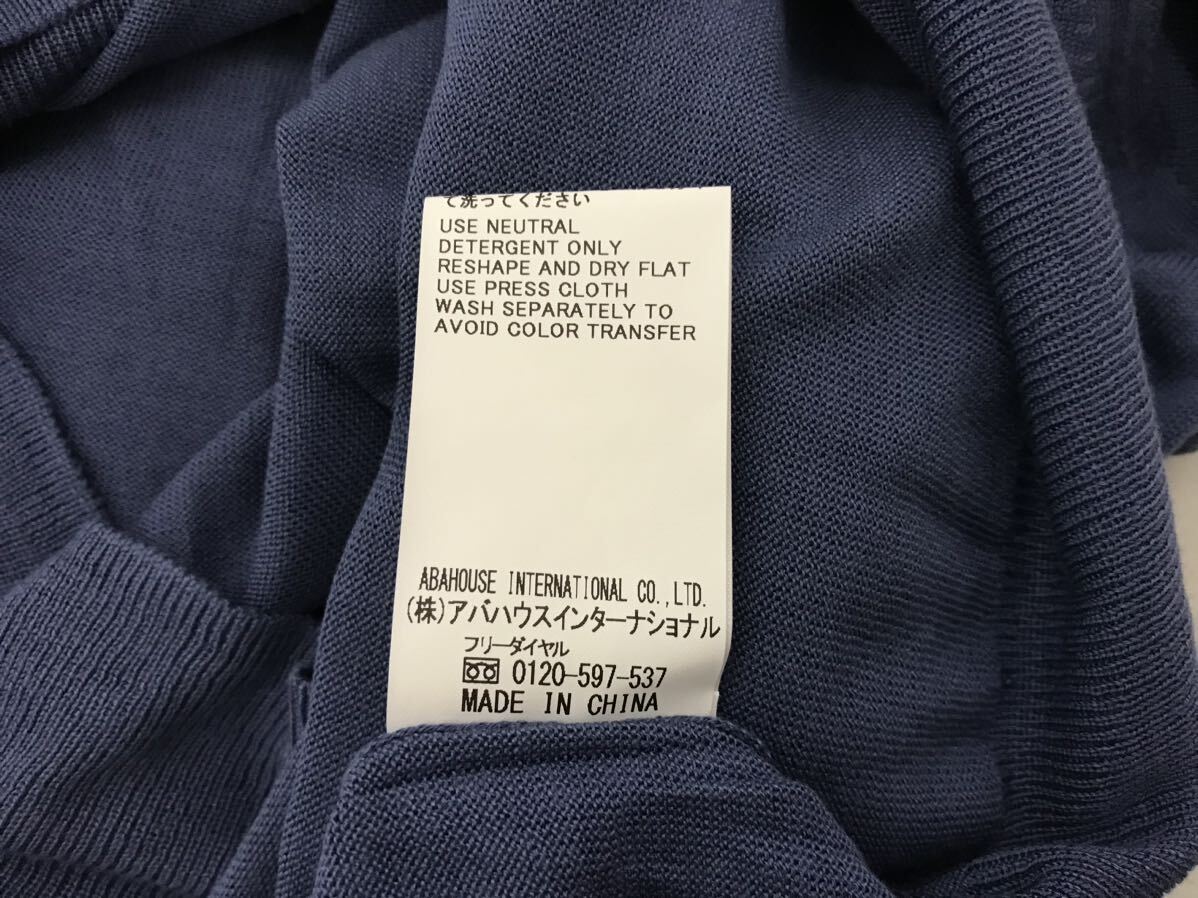 て洗ってください
USE NEUTRAL
DETERGENT ONLY
RESHAPE AND DRY FLAT
USE PRESS CLOTH
WASH SEPARATELY TO
AVOID COLOR TRANSFER
ABAHOUSE INTERNATIONAL CO.,LTD.
(株)アバハウスインターナショナル
フリーダイヤル
0120-597-537
MADE IN CHINA